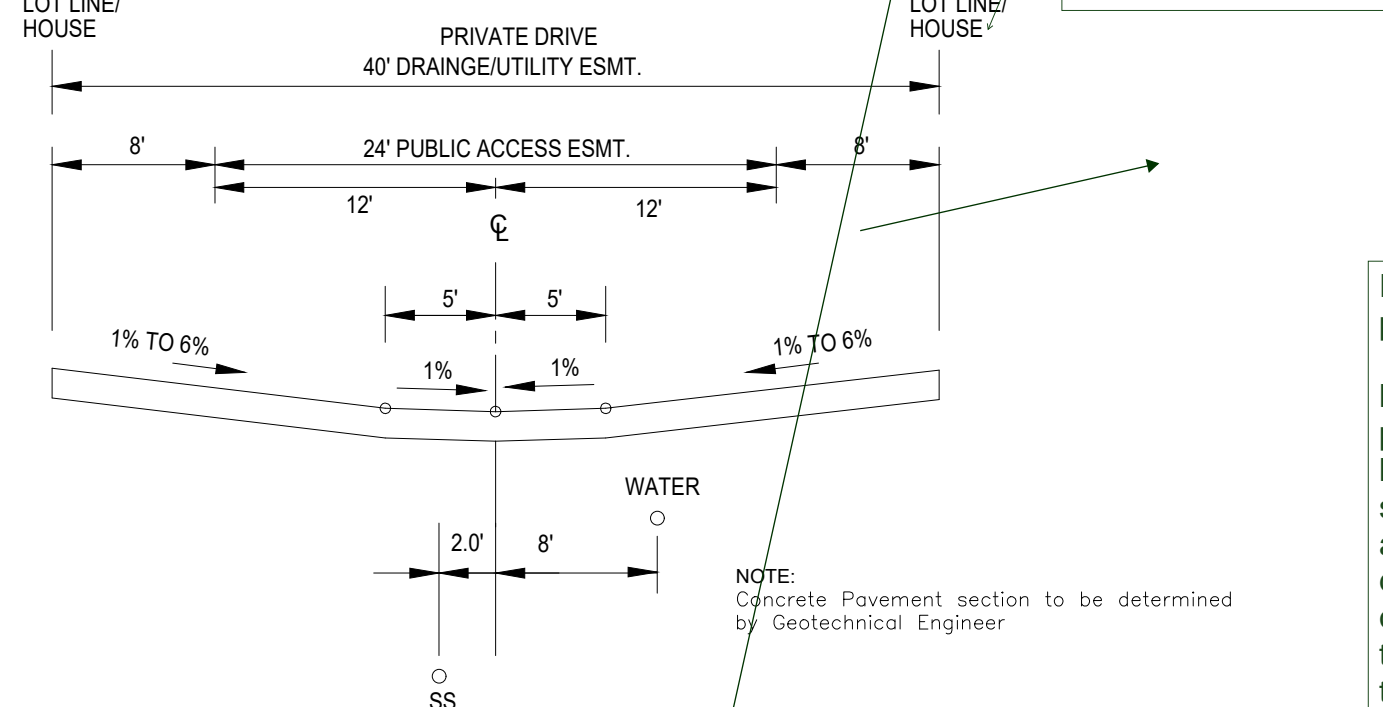 LOT LINE/
HOUSE
LOT LINE/
HOUSE
PRIVATE DRIVE
40' DRAINGE/UTILITY ESMT.
8'
24' PUBLIC ACCESS ESMT.
8'
12'
12'
℄
5'
5'
1% TO 6%
1%
1%
1% TO 6%
WATER
2.0'
8'
NOTE:
Concrete Pavement section to be determined
by Geotechnical Engineer
SS